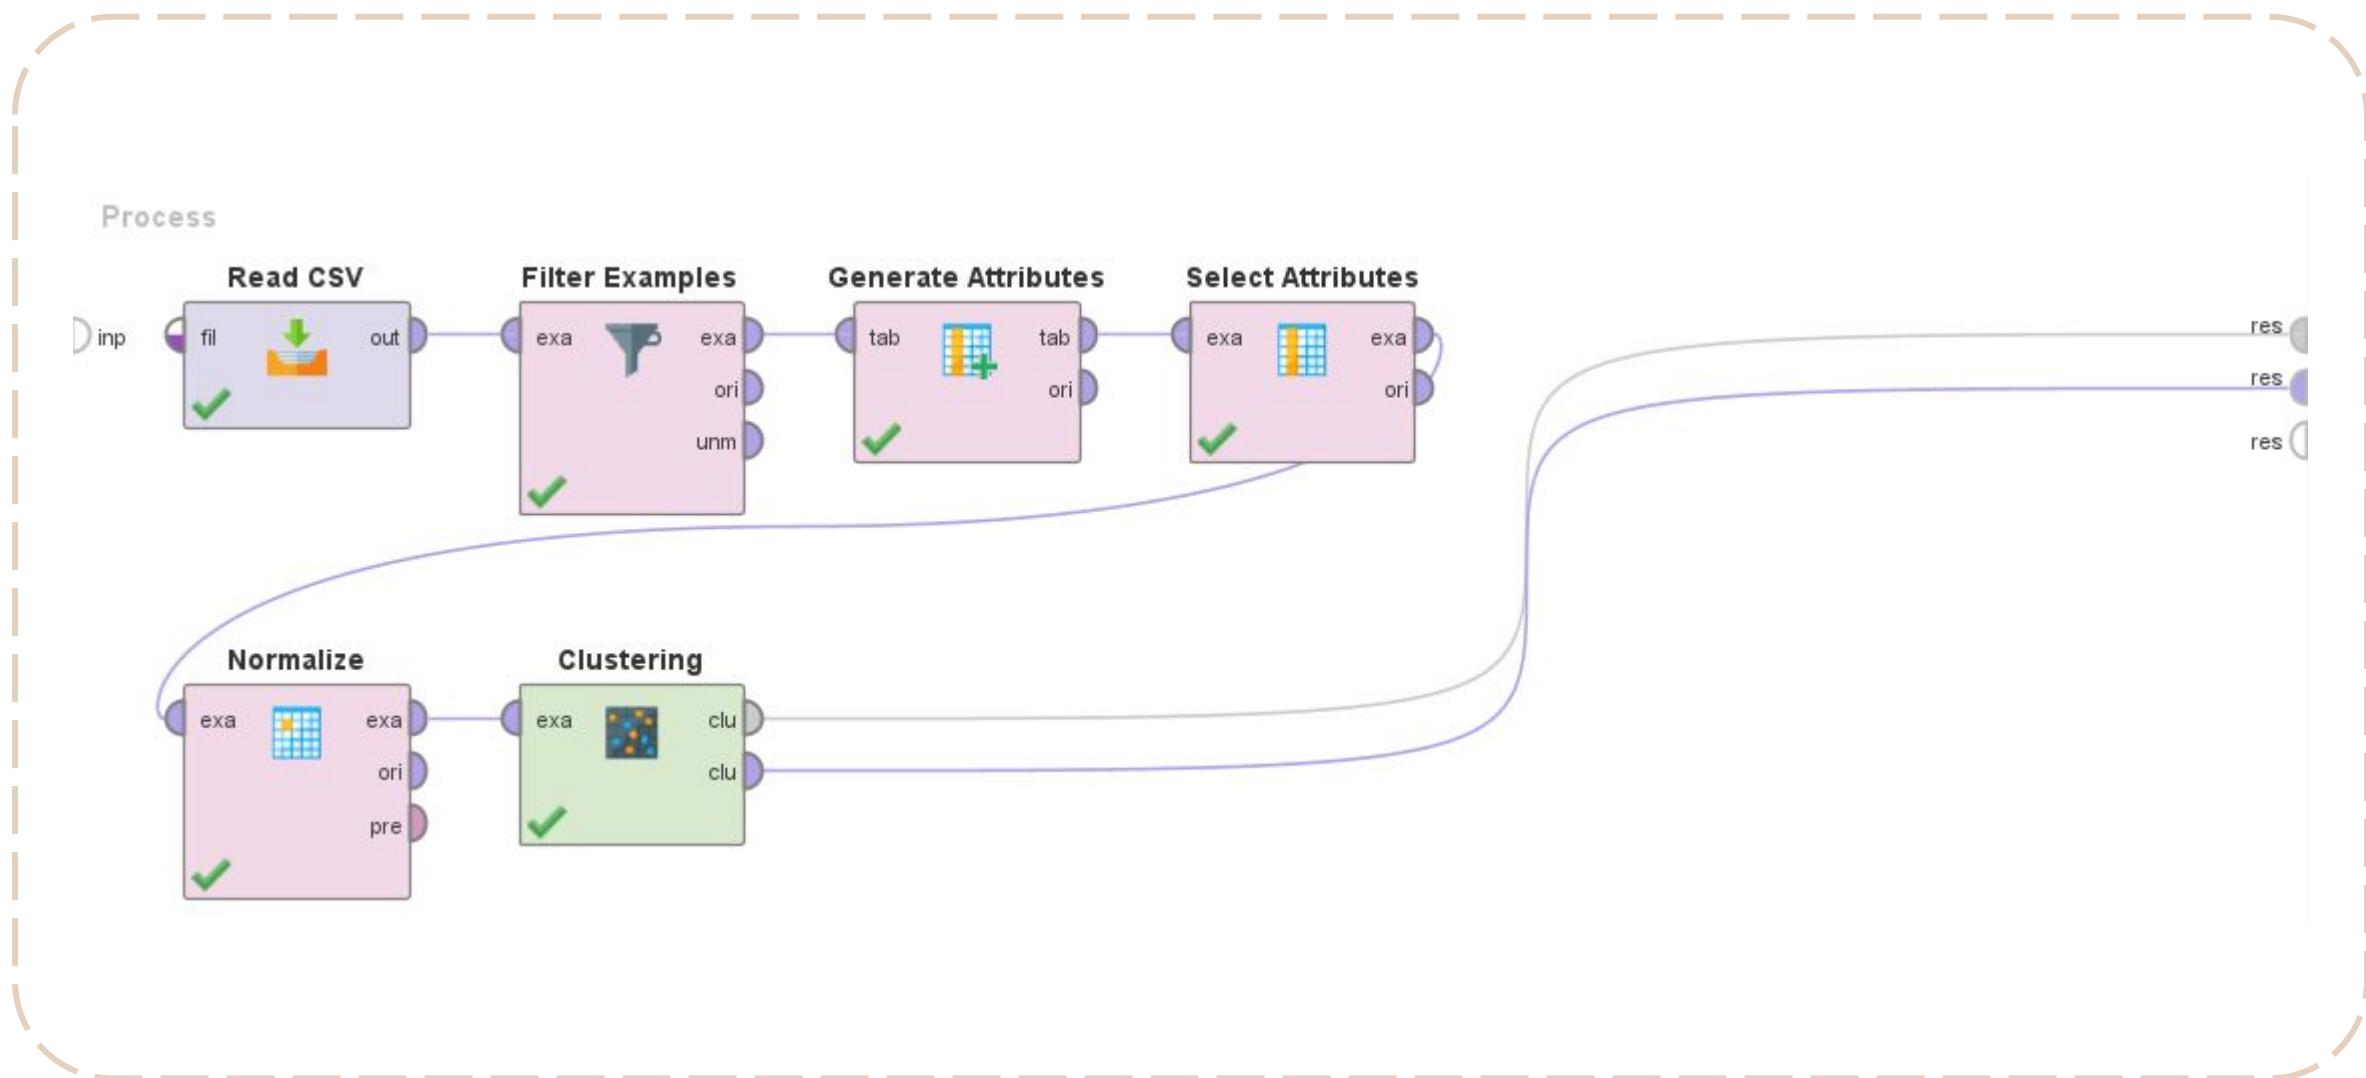 Process
Read CSV
Filter Examples
Generate Attributes
Select Attributes
inp
fil
out
exa
exa
ori
unm
tab
tab
ori
exa
exa
ori
res
res
res
Normalize
Clustering
exa
exa
ori
pre
exa
clu
clu